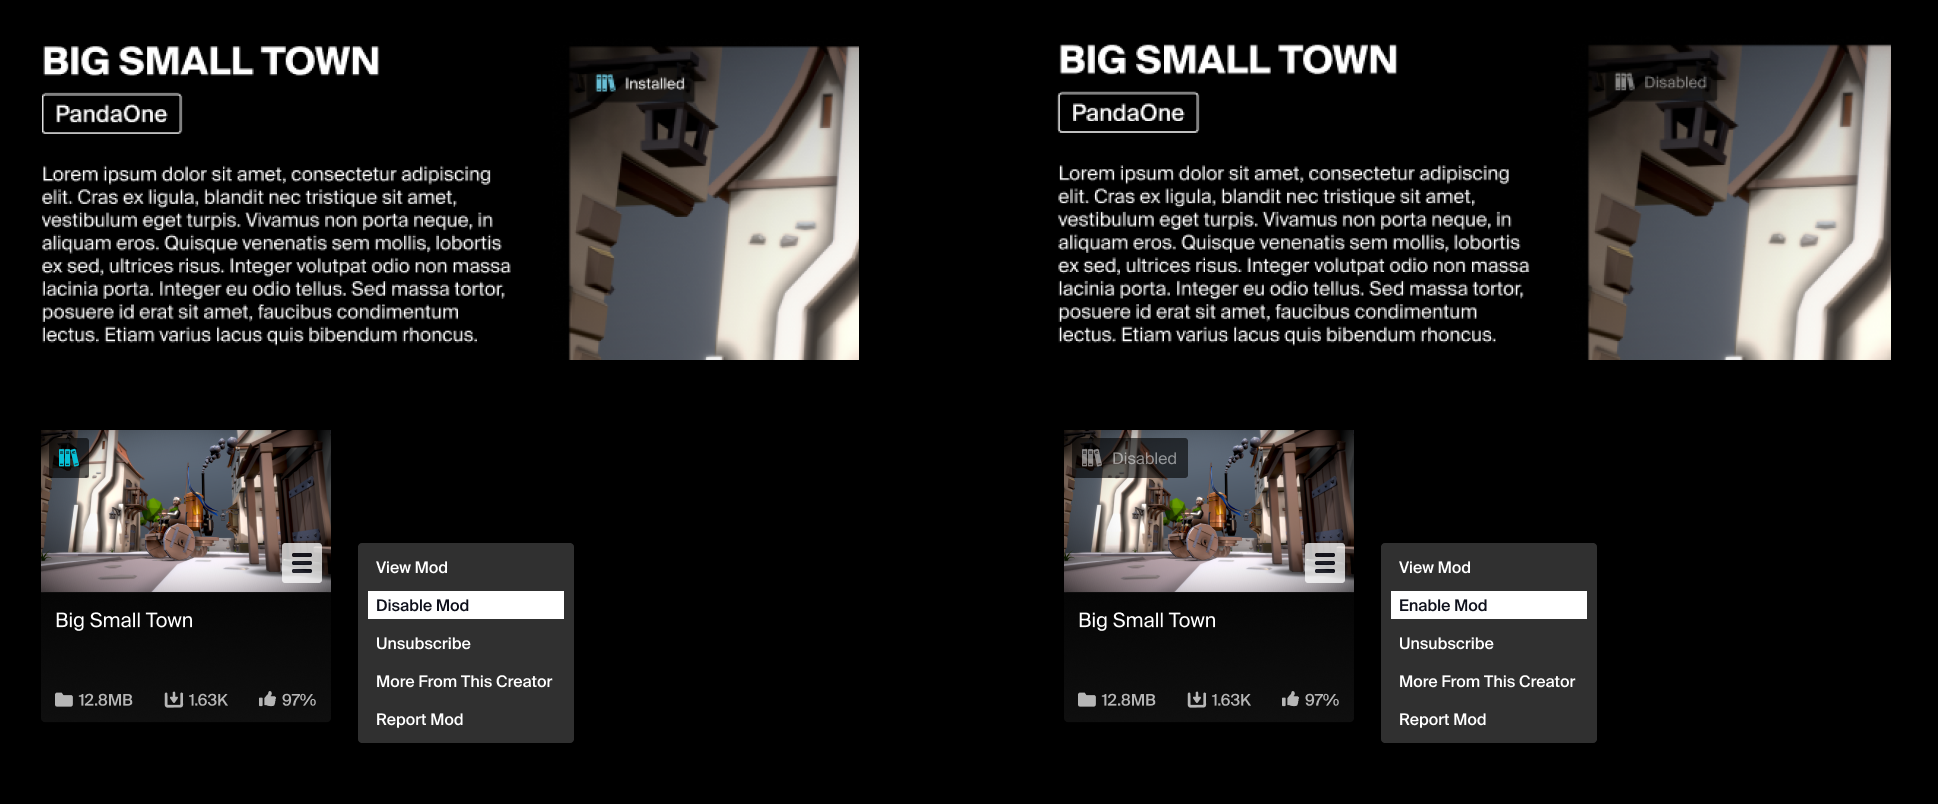 BIG SMALL TOWN
PandaOne
Lorem ipsum dolor sit amet, consectetur adipiscing
elit. Cras ex ligula, blandit nec tristique sit amet,
vestibulum eget turpis. Vivamus non porta neque, in
aliquam eros. Quisque venenatis sem mollis, lobortis
ex sed, ultrices risus. Integer volutpat odio non massa
lacinia porta. Integer eu odio tellus. Sed massa tortor,
posuere id erat sit amet, faucibus condimentum
lectus. Etiam varius lacus quis bibendum rhoncus.
Installed
Big Small Town
12.8MB
1.63K
97%
View Mod
Disable Mod
Unsubscribe
More From This Creator
Report Mod
BIG SMALL TOWN
PandaOne
Lorem ipsum dolor sit amet, consectetur adipiscing
elit. Cras ex ligula, blandit nec tristique sit amet,
vestibulum eget turpis. Vivamus non porta neque, in
aliquam eros. Quisque venenatis sem mollis, lobortis
ex sed, ultrices risus. Integer volutpat odio non massa
lacinia porta. Integer eu odio tellus. Sed massa tortor,
posuere id erat sit amet, faucibus condimentum
lectus. Etiam varius lacus quis bibendum rhoncus.
Disabled
Disabled
Big Small Town
12.8MB
1.63K
97%
View Mod
Enable Mod
Unsubscribe
More From This Creator
Report Mod